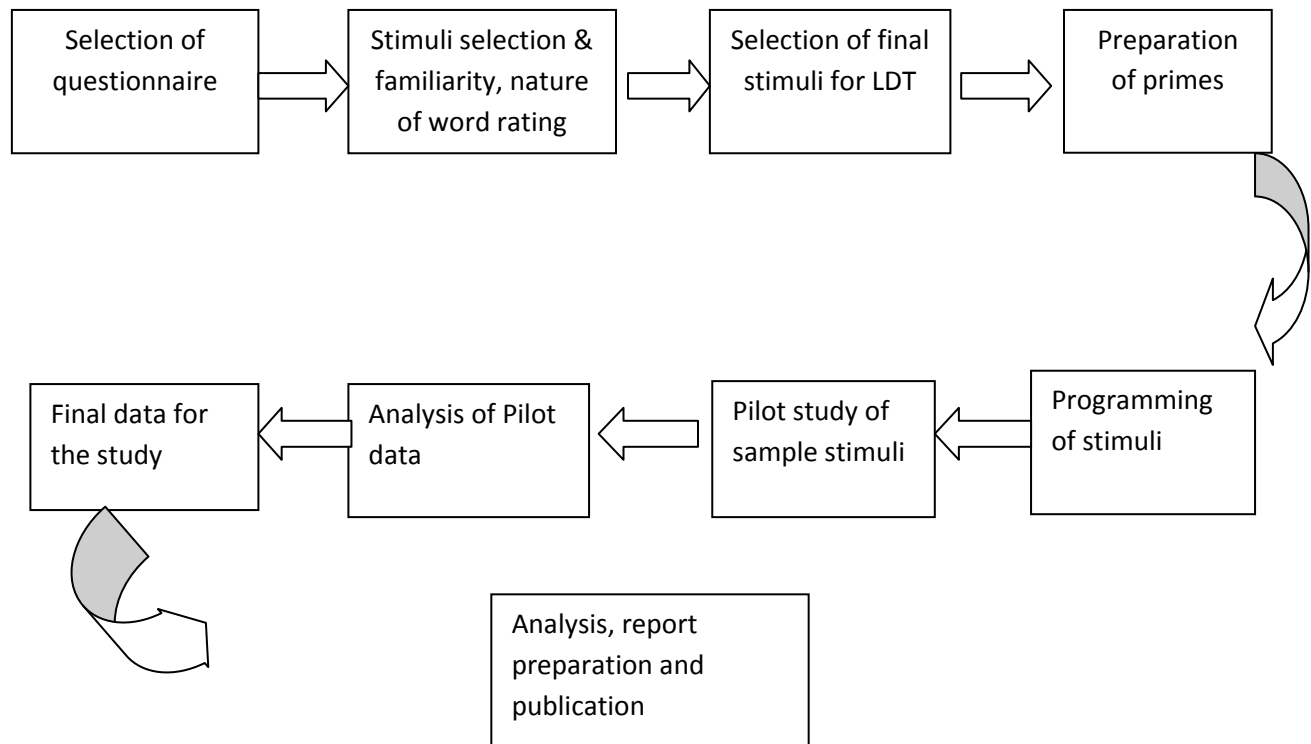 Selection of
questionnaire
Stimuli selection &
familiarity, nature
of word rating
Selection of final
stimuli for LDT
Preparation
of primes
Programming
of stimuli
Pilot study of
sample stimuli
Analysis of Pilot
data
Final data for
the study
Analysis, report
preparation and
publication